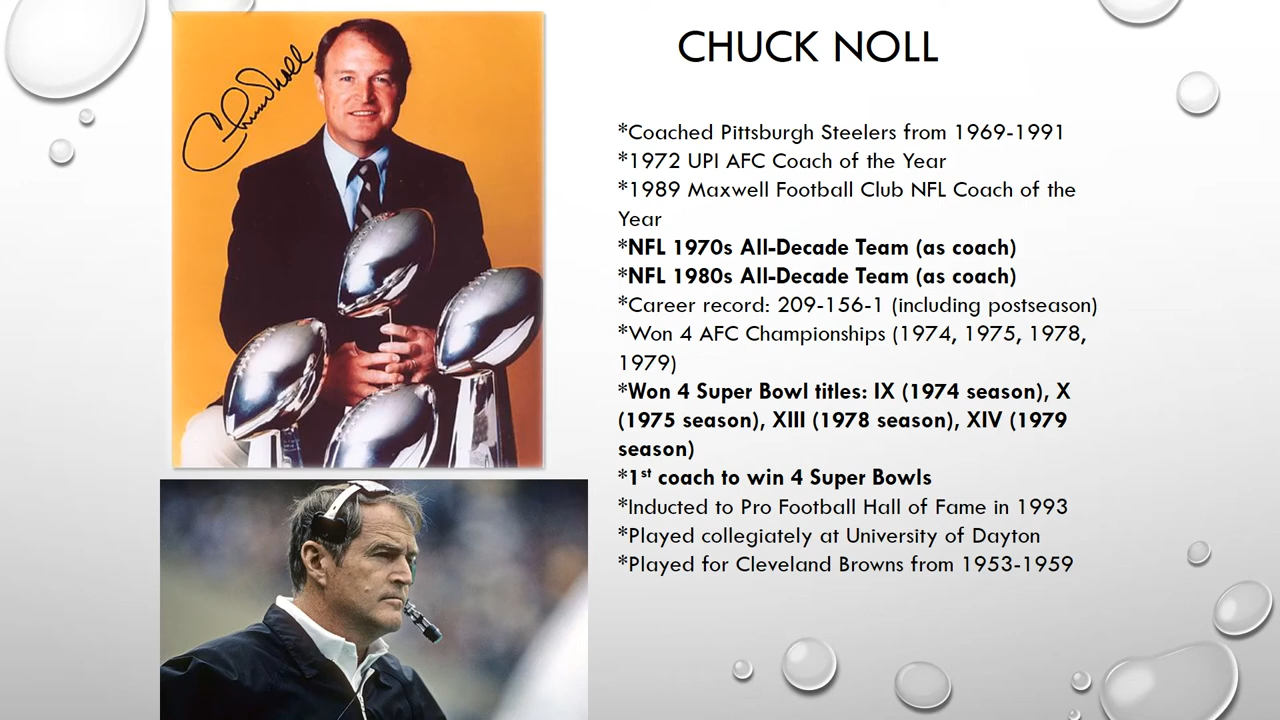 Chuck Noll
CHUCK NOLL
*Coached Pittsburgh Steelers from 1969-1991
*1972 UPI AFC Coach of the Year
*1989 Maxwell Football Club NFL Coach of the
Year
*NFL 1970s All-Decade Team (as coach)
*NFL 1980s All-Decade Team (as coach)
*Career record: 209-156-1 (including postseason)
*Won 4 AFC Championships (1974, 1975, 1978,
1979)
*Won 4 Super Bowl titles: IX (1974 season), X
(1975 season), XIII (1978 season), XIV (1979
season)
*1st coach to win 4 Super Bowls
*Inducted to Pro Football Hall of Fame in 1993
*Played collegiately at University of Dayton
*Played for Cleveland Browns from 1953-1959